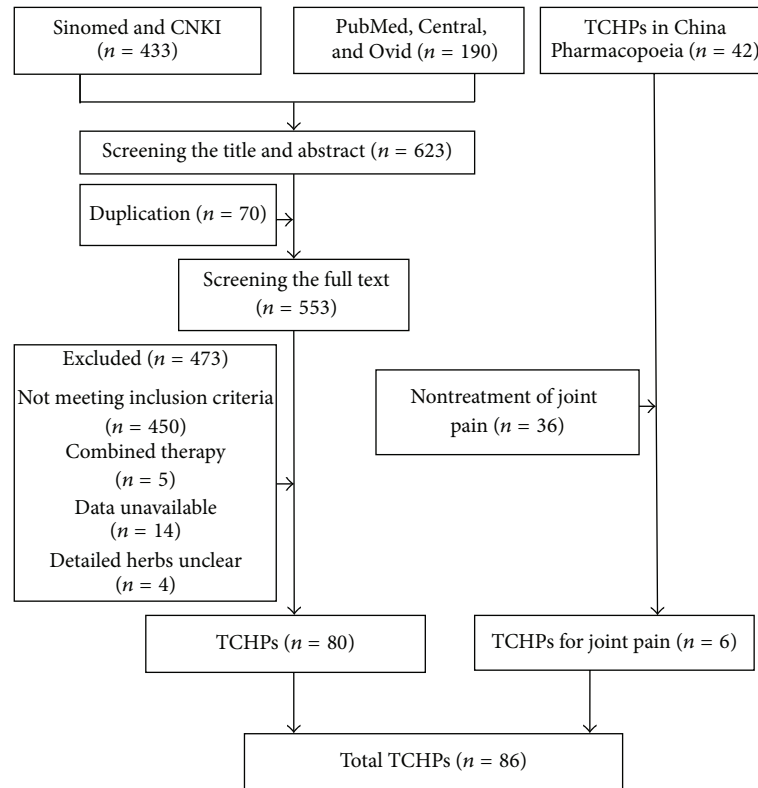 Sinomed and CNKI
(n = 433)
PubMed, Central,
and Ovid (n = 190)
TCHPs in China
Pharmacopoeia (n = 42)
Screening the title and abstract (n = 623)
Duplication (n = 70)
Screening the full text
(n = 553)
Excluded (n = 473)
Not meeting inclusion criteria
(n = 450)
Combined therapy
(n = 5)
Data unavailable
(n = 14)
Detailed herbs unclear
(n = 4)
Nontreatment of joint
pain (n = 36)
TCHPs (n = 80)
TCHPs for joint pain (n = 6)
Total TCHPs (n = 86)